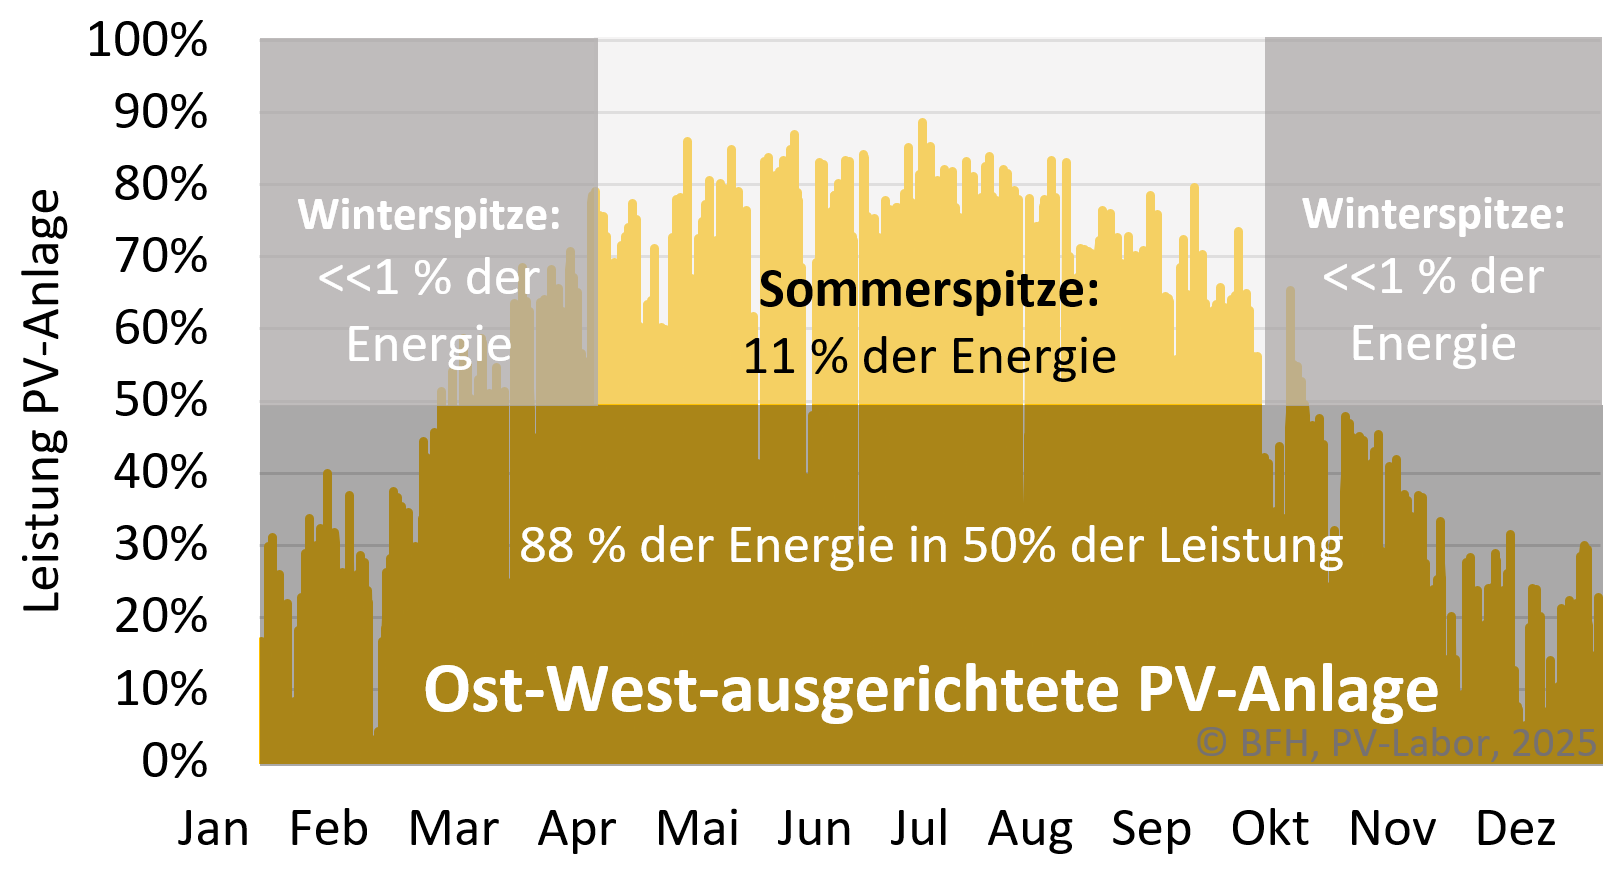 100%
90%
80%
70%
60%
50%
40%
30%
20%
10%
0%
Leistung PV-Anlage
Winterspitze:
<<1 % der
Energie
Sommerspitze:
11 % der Energie
Winterspitze:
<<1 % der
Energie
88 % der Energie in 50% der Leistung
Ost-West-ausgerichtete PV-Anlage
© BFH, PV-Labor, 2025
Jan Feb Mar Apr Mai Jun Jul Aug Sep Okt Nov Dez